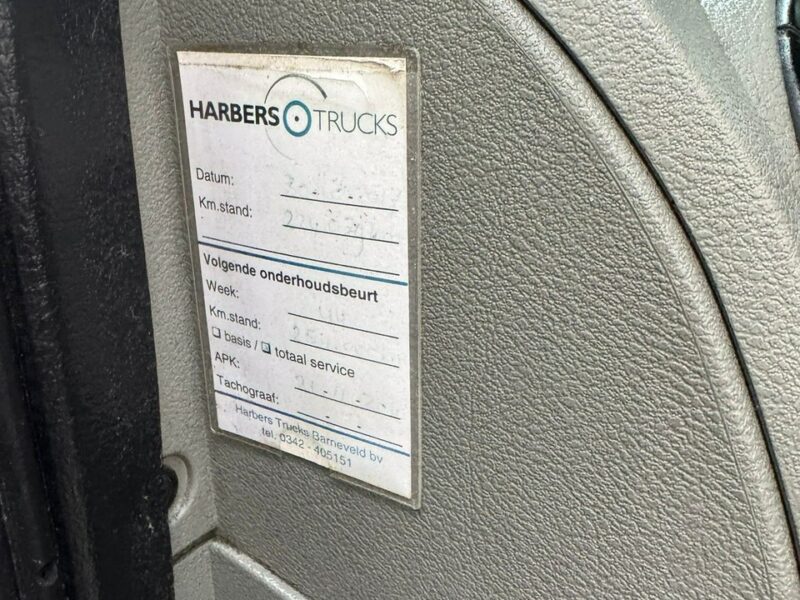 HARBERS TRUCKS
Datum:
Km.stand:
Volgende onderhoudsbeurt
Week:
Km.stand:
❑ basis / ❑ totaal service
APK:
Tachograaf:
Harbers Trucks Barneveld bv
tel. 0342 - 405151